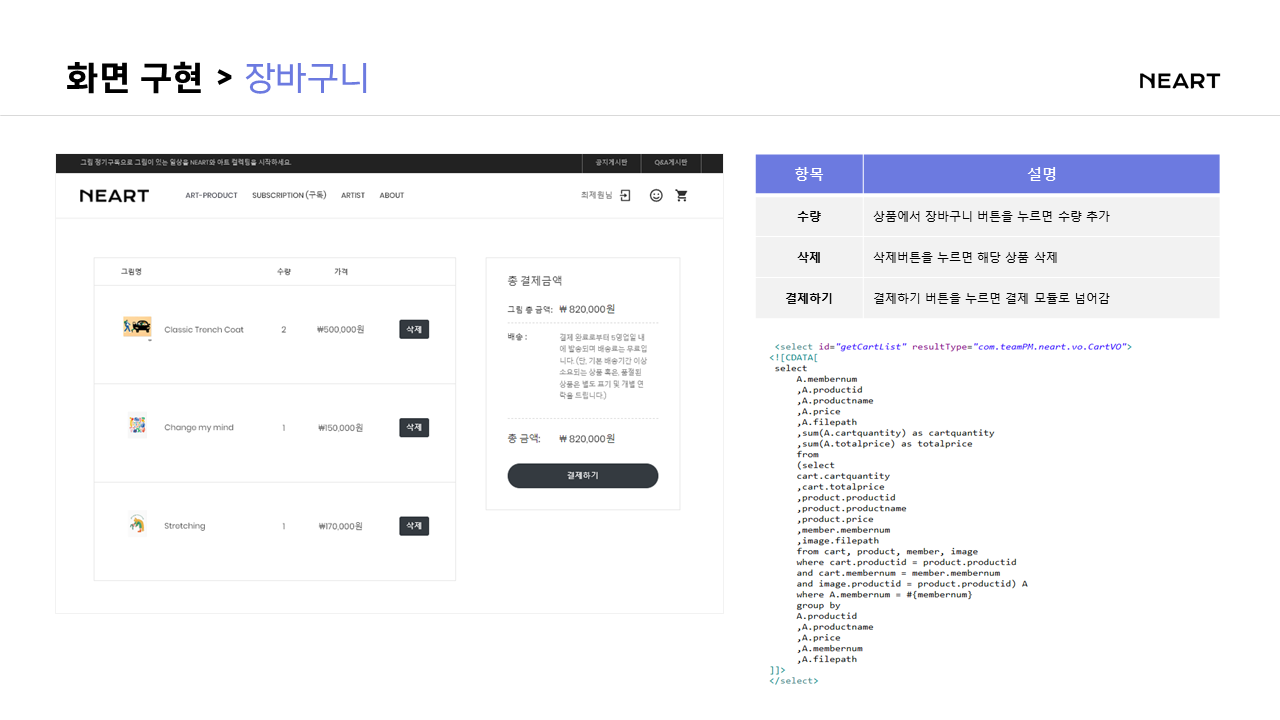 화면 구현 > 장바구니
NEART
그림 정기구독으로 그림이 있는 일상을 NEART와 아트 컬렉팅을 시작하세요.
공지게시판
Q&A게시판
NEART
ART-PRODUCT
SUBSCRIPTION (구독)
ARTIST
ABOUT
최재원님
그림명 수량 가격
Classic Trench Coat 2 ₩500,000원 삭제
Change my mind 1 ₩150,000원 삭제
Stretching 1 ₩170,000원 삭제
총 결제금액
그림 총 금액: ₩ 820,000원
배송 : 결제 완료로부터 5영업일 내
에 발송되며 배송료는 무료입
니다. (단, 기본 배송기간 이상
소요되는 상품 혹은, 품절된
상품은 별도 표기 및 개별 연
락을 드립니다.)
총 금액: ₩ 820,000원
결제하기
항목 설명
수량 상품에서 장바구니 버튼을 누르면 수량 추가
삭제 삭제버튼을 누르면 해당 상품 삭제
결제하기 결제하기 버튼을 누르면 결제 모듈로 넘어감
<select id="getCartList" resultType="com.teamPM.neart.vo.CartVO">
<![CDATA[
select
A.membernum
,A.productid
,A.productname
,A.price
,A.filepath
,sum(A.cartquantity) as cartquantity
,sum(A.totalprice) as totalprice
from
(select
cart.cartquantity
,cart.totalprice
,product.productid
,product.productname
,product.price
,member.membernum
,image.filepath
from cart, product, member, image
where cart.productid = product.productid
and cart.membernum = member.membernum
and image.productid = product.productid) A
where A.membernum = #{membernum}
group by
A.productid
,A.productname
,A.price
,A.membernum
,A.filepath
]]>
</select>